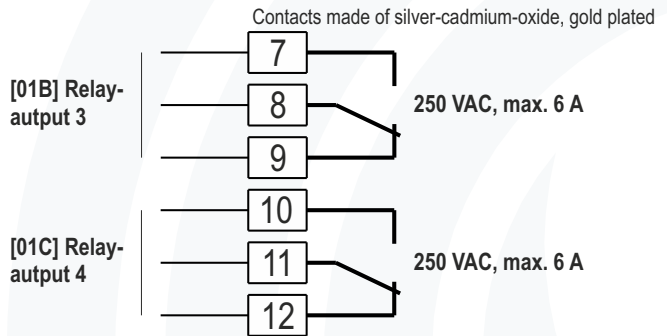 Contacts made of silver-cadmium-oxide, gold plated
7
[01B] Relay-
autput 3
8
250 VAC, max. 6 A
9
10
[01C] Relay-
autput 4
11
250 VAC, max. 6 A
12